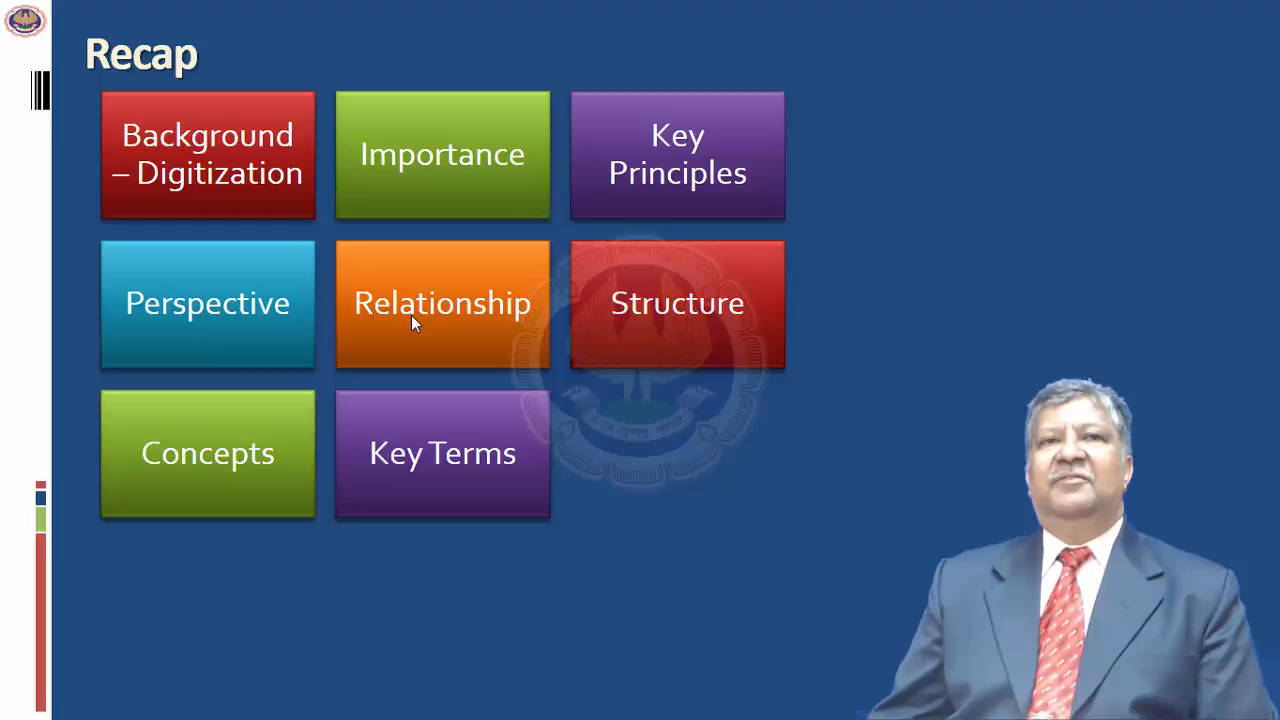 Recap
Background
– Digitization
Importance
Key
Principles
Perspective
Relationship
Structure
Concepts
Key Terms